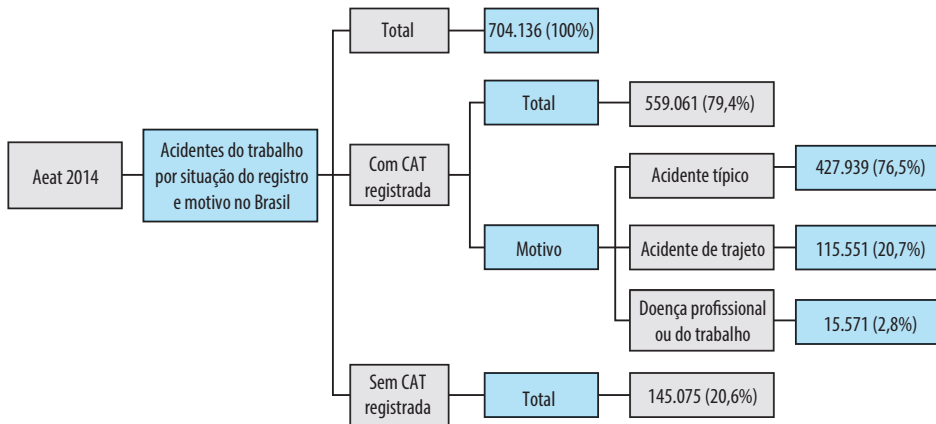 Aeat 2014
Acidentes do trabalho
por situação do registro
e motivo no Brasil
Total
704.136 (100%)
Com CAT
registrada
Total
559.061 (79,4%)
Motivo
Acidente típico
427.939 (76,5%)
Acidente de trajeto
115.551 (20,7%)
Doença profissional
ou do trabalho
15.571 (2,8%)
Sem CAT
registrada
Total
145.075 (20,6%)